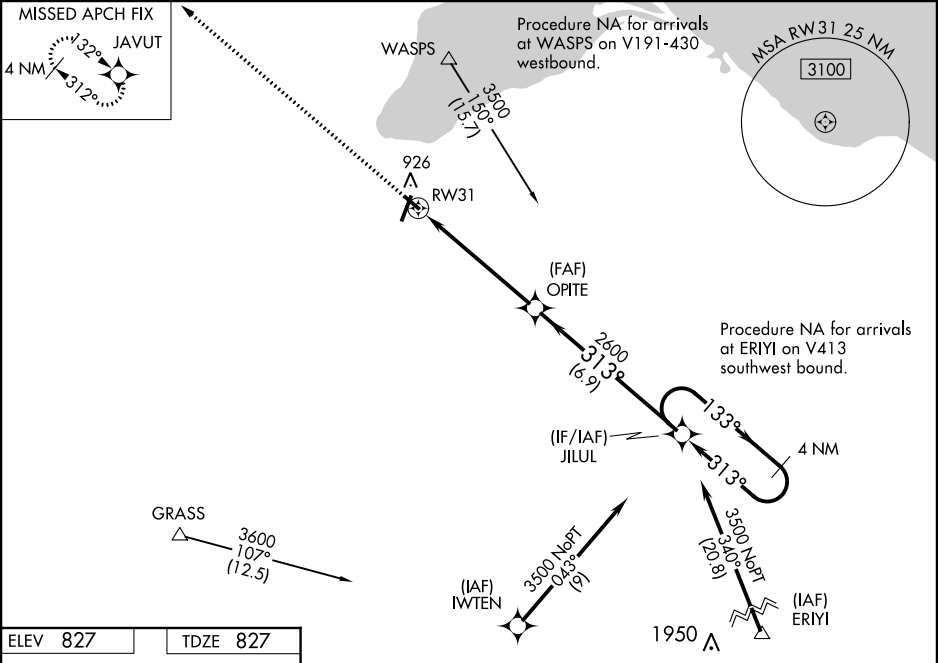 MISSED APCH FIX
JAVUT
132°
4 NM
312°
WASPS
3500
150°
(15.7)
Procedure NA for arrivals
at WASPS on V191-430
westbound.
MSA RW31 25 NM
3100
926
RW31
(FAF)
OPITE
2600
313°
(6.9)
Procedure NA for arrivals
at ERIYI on V413
southwest bound.
(IF/IAF)
JILUL
133°
4 NM
313°
GRASS
3600
107°
(12.5)
3500 NoPT
043°
(9)
(IAF)
IWTEN
3500 NoPT
340°
(20.8)
(IAF)
ERIYI
1950
ELEV 827
TDZE 827